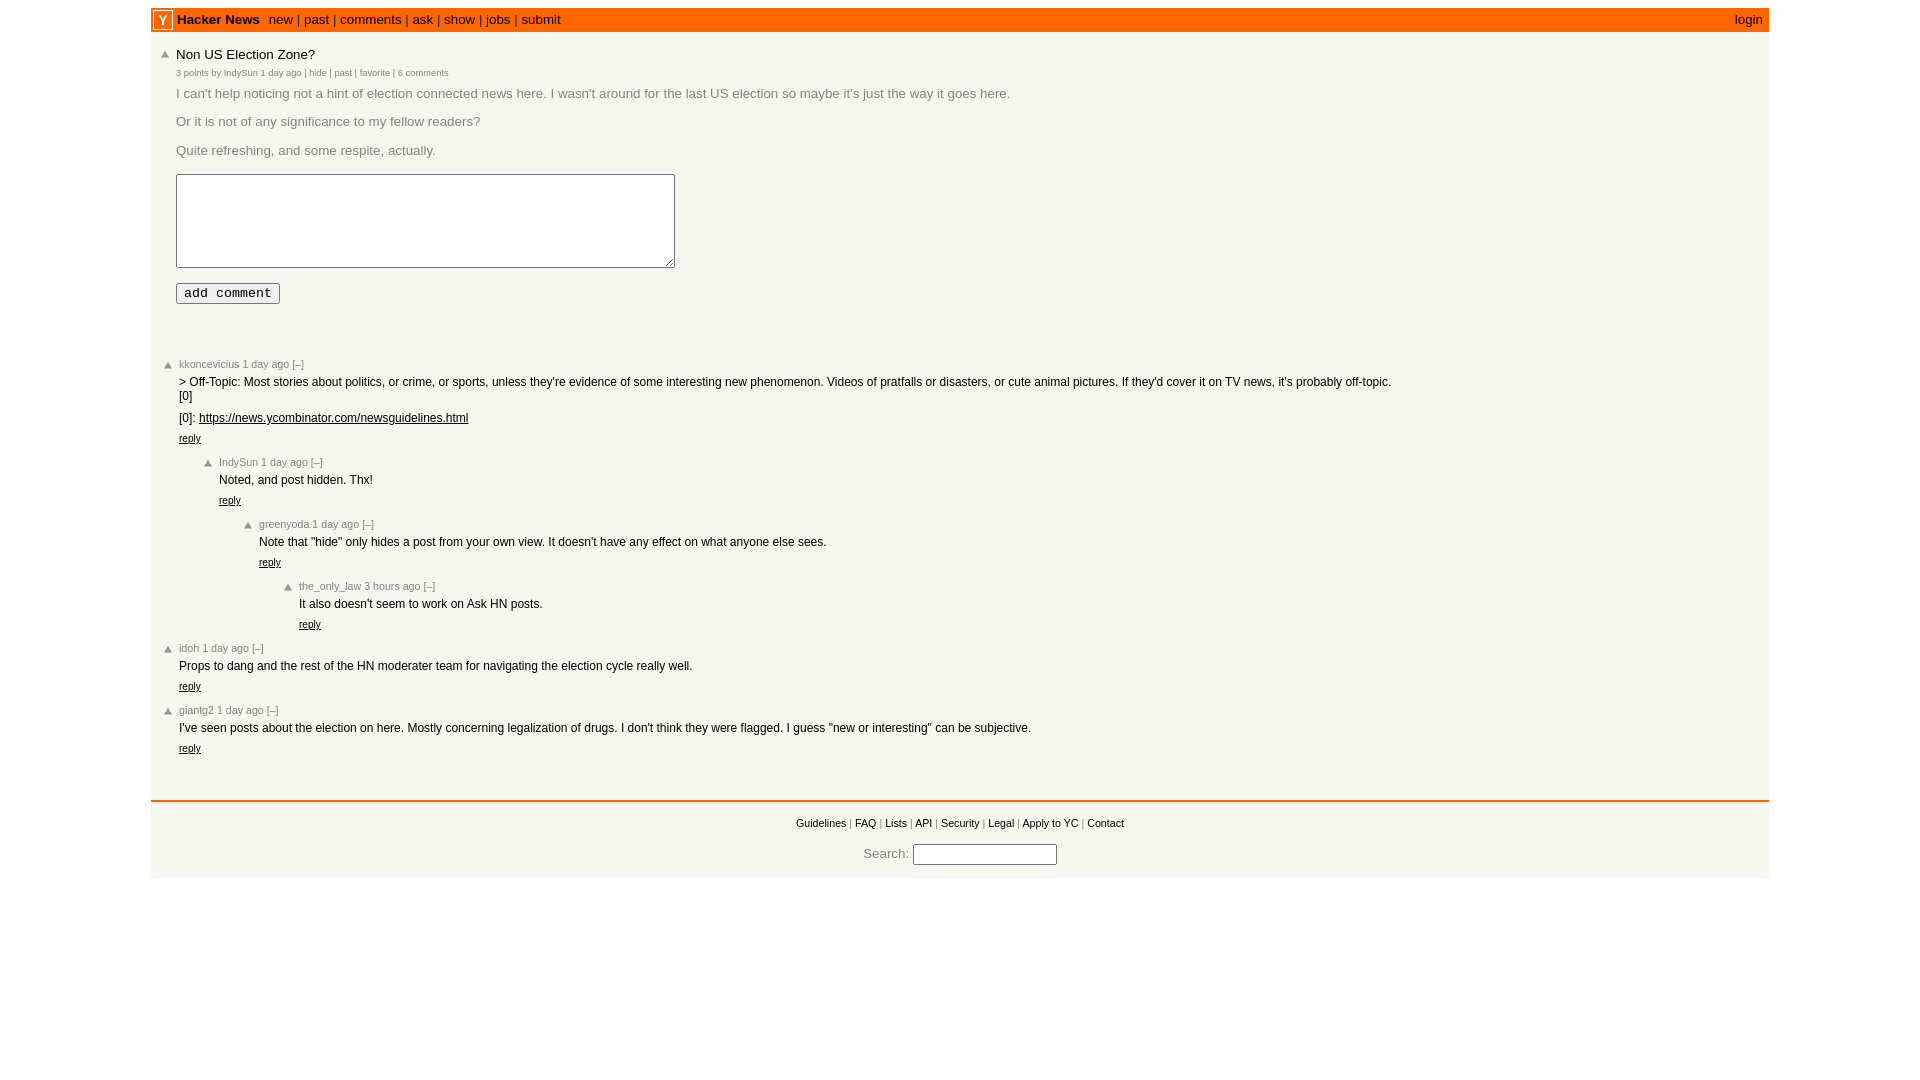 Y Hacker News new | past | comments | ask | show | jobs | submit login
Non US Election Zone?
3 points by IndySun 1 day ago | hide | past | favorite | 6 comments
I can't help noticing not a hint of election connected news here. I wasn't around for the last US election so maybe it's just the way it goes here.
Or it is not of any significance to my fellow readers?
Quite refreshing, and some respite, actually.
add comment
kkoncevicius 1 day ago [–]
> Off-Topic: Most stories about politics, or crime, or sports, unless they're evidence of some interesting new phenomenon. Videos of pratfalls or disasters, or cute animal pictures. If they'd cover it on TV news, it's probably off-topic.
[0]
[0]: https://news.ycombinator.com/newsguidelines.html
reply
IndySun 1 day ago [–]
Noted, and post hidden. Thx!
reply
greenyoda 1 day ago [–]
Note that "hide" only hides a post from your own view. It doesn't have any effect on what anyone else sees.
reply
the_only_law 3 hours ago [–]
It also doesn't seem to work on Ask HN posts.
reply
idoh 1 day ago [–]
Props to dang and the rest of the HN moderater team for navigating the election cycle really well.
reply
giantg2 1 day ago [–]
I've seen posts about the election on here. Mostly concerning legalization of drugs. I don't think they were flagged. I guess "new or interesting" can be subjective.
reply
Guidelines | FAQ | Lists | API | Security | Legal | Apply to YC | Contact
Search: